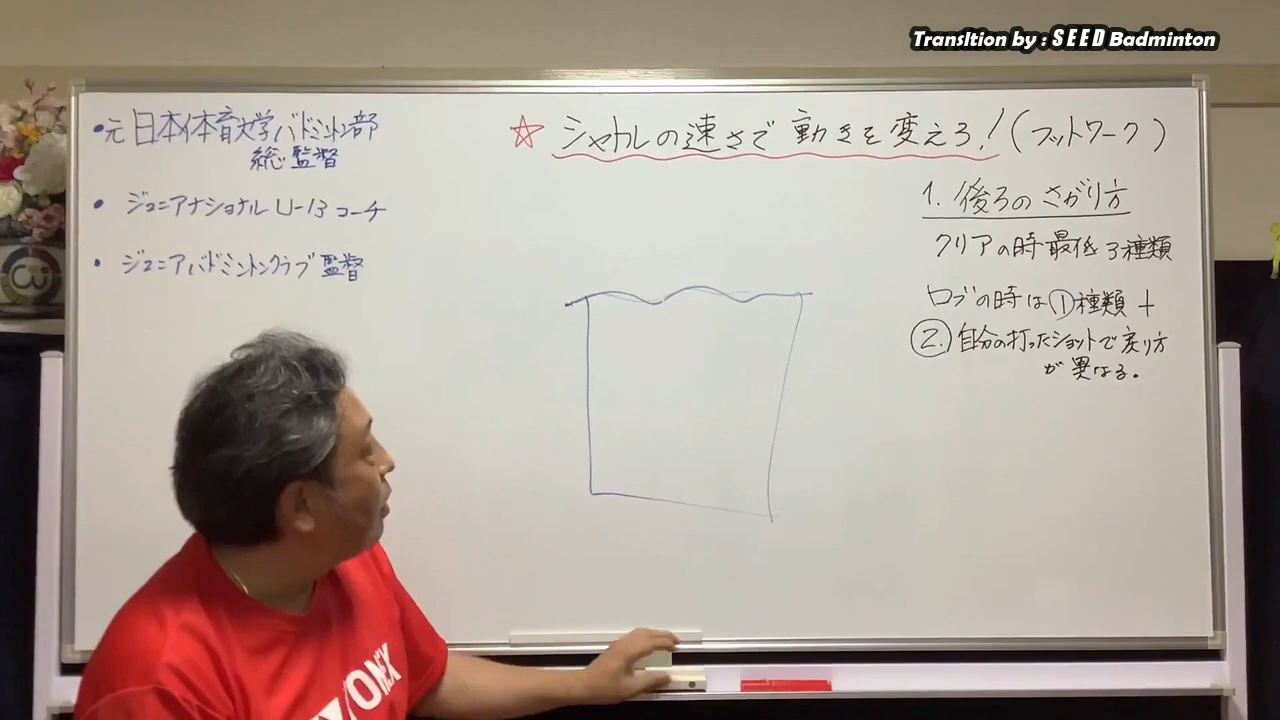 Transltion by : SEED Badminton
•元 日本体育大学バドミントン部
総監督
• ジュニアナショナル U-13 コーチ
• ジュニアバドミントンクラブ 監督
☆ シャトルの速さで 動きを 変えろ!(フットワーク)
1. 後ろの さがり方
クリアの時 最低 3種類
ロブの時は ①種類 +
②. 自分の打ったショットで 戻り方
が 異なる。
YONEX